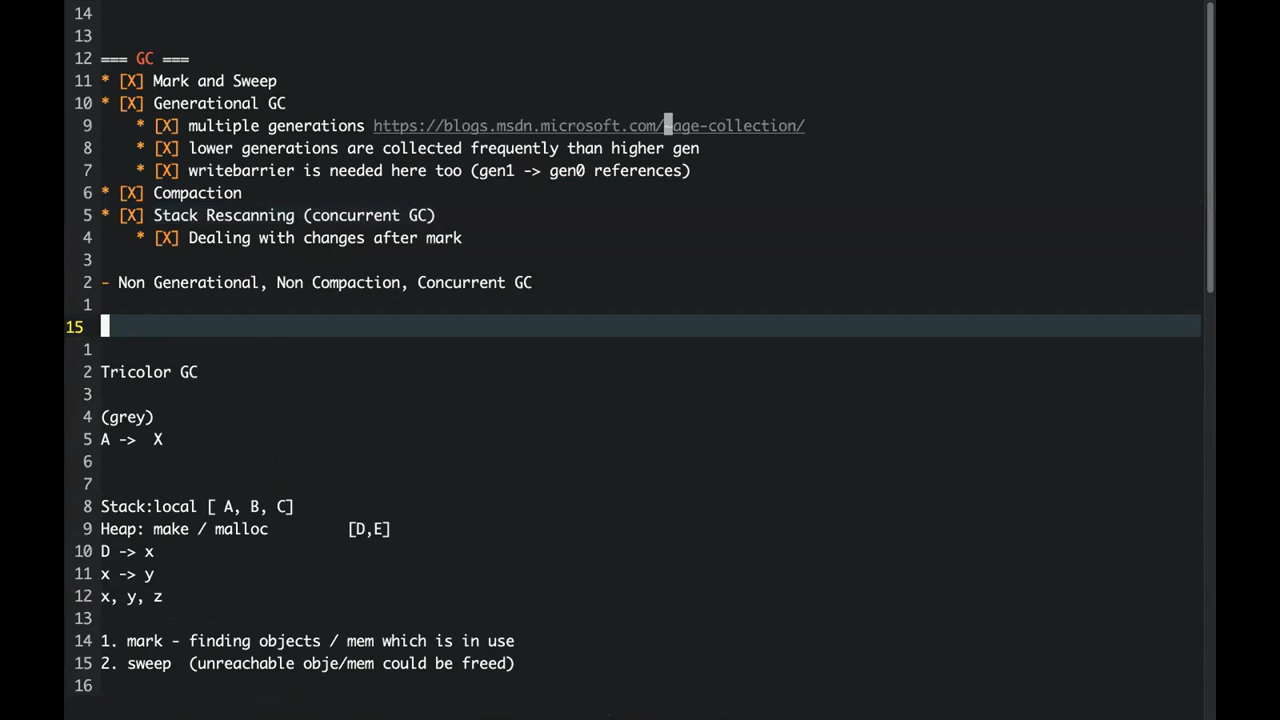 14
13
12 === GC ===
11 * [X] Mark and Sweep
10 * [X] Generational GC
9 * [X] multiple generations https://blogs.msdn.microsoft.com/~age-collection/
8 * [X] lower generations are collected frequently than higher gen
7 * [X] writebarrier is needed here too (gen1 -> gen0 references)
6 * [X] Compaction
5 * [X] Stack Rescanning (concurrent GC)
4 * [X] Dealing with changes after mark
3
2 - Non Generational, Non Compaction, Concurrent GC
1
15
1
2 Tricolor GC
3
4 (grey)
5 A -> X
6
7
8 Stack:local [ A, B, C]
9 Heap: make / malloc [D,E]
10 D -> x
11 x -> y
12 x, y, z
13
14 1. mark - finding objects / mem which is in use
15 2. sweep (unreachable obje/mem could be freed)
16